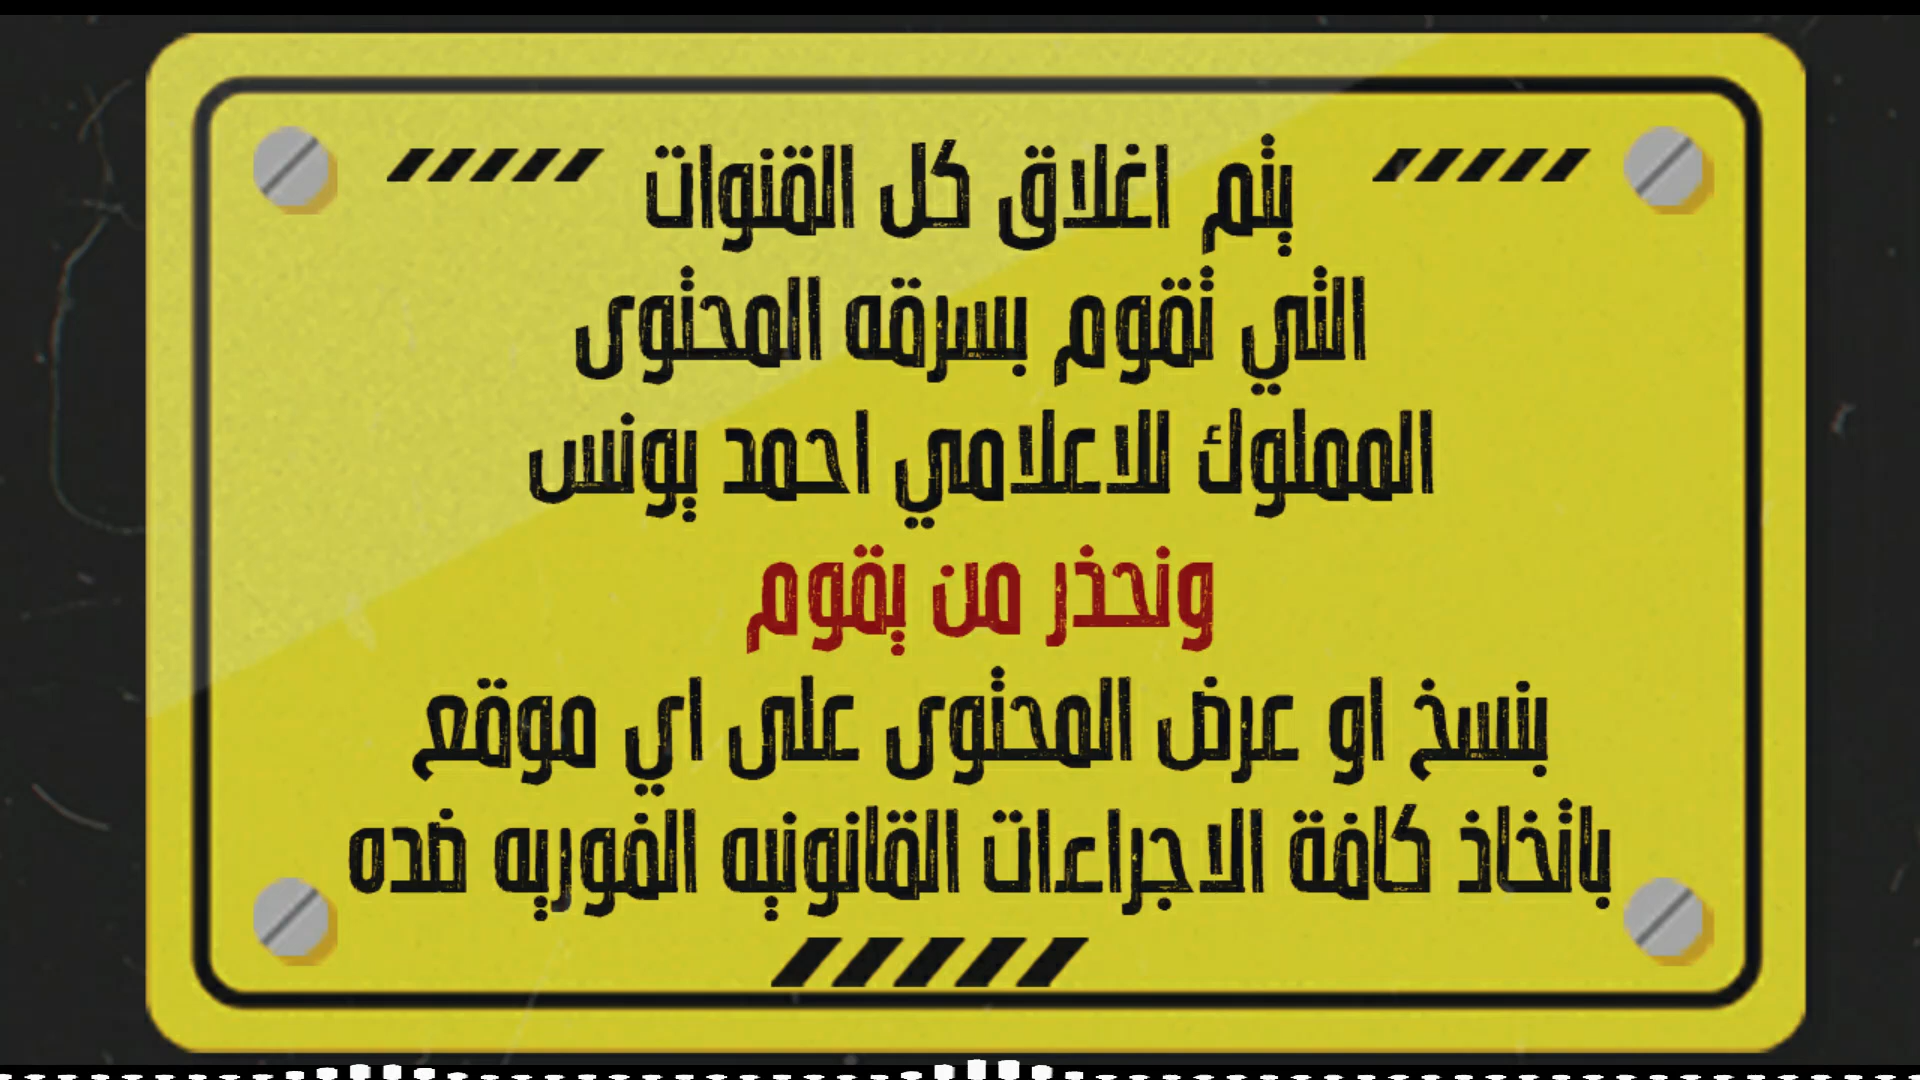 يتم اغلاق كل القنوات
التي تقوم بسرقه المحتوى
المملوك للاعلامي احمد يونس
ونحذر من يقوم
بنسخ او عرض المحتوى على اي موقع
باتخاذ كافة الاجراءات القانونيه الفوريه ضده